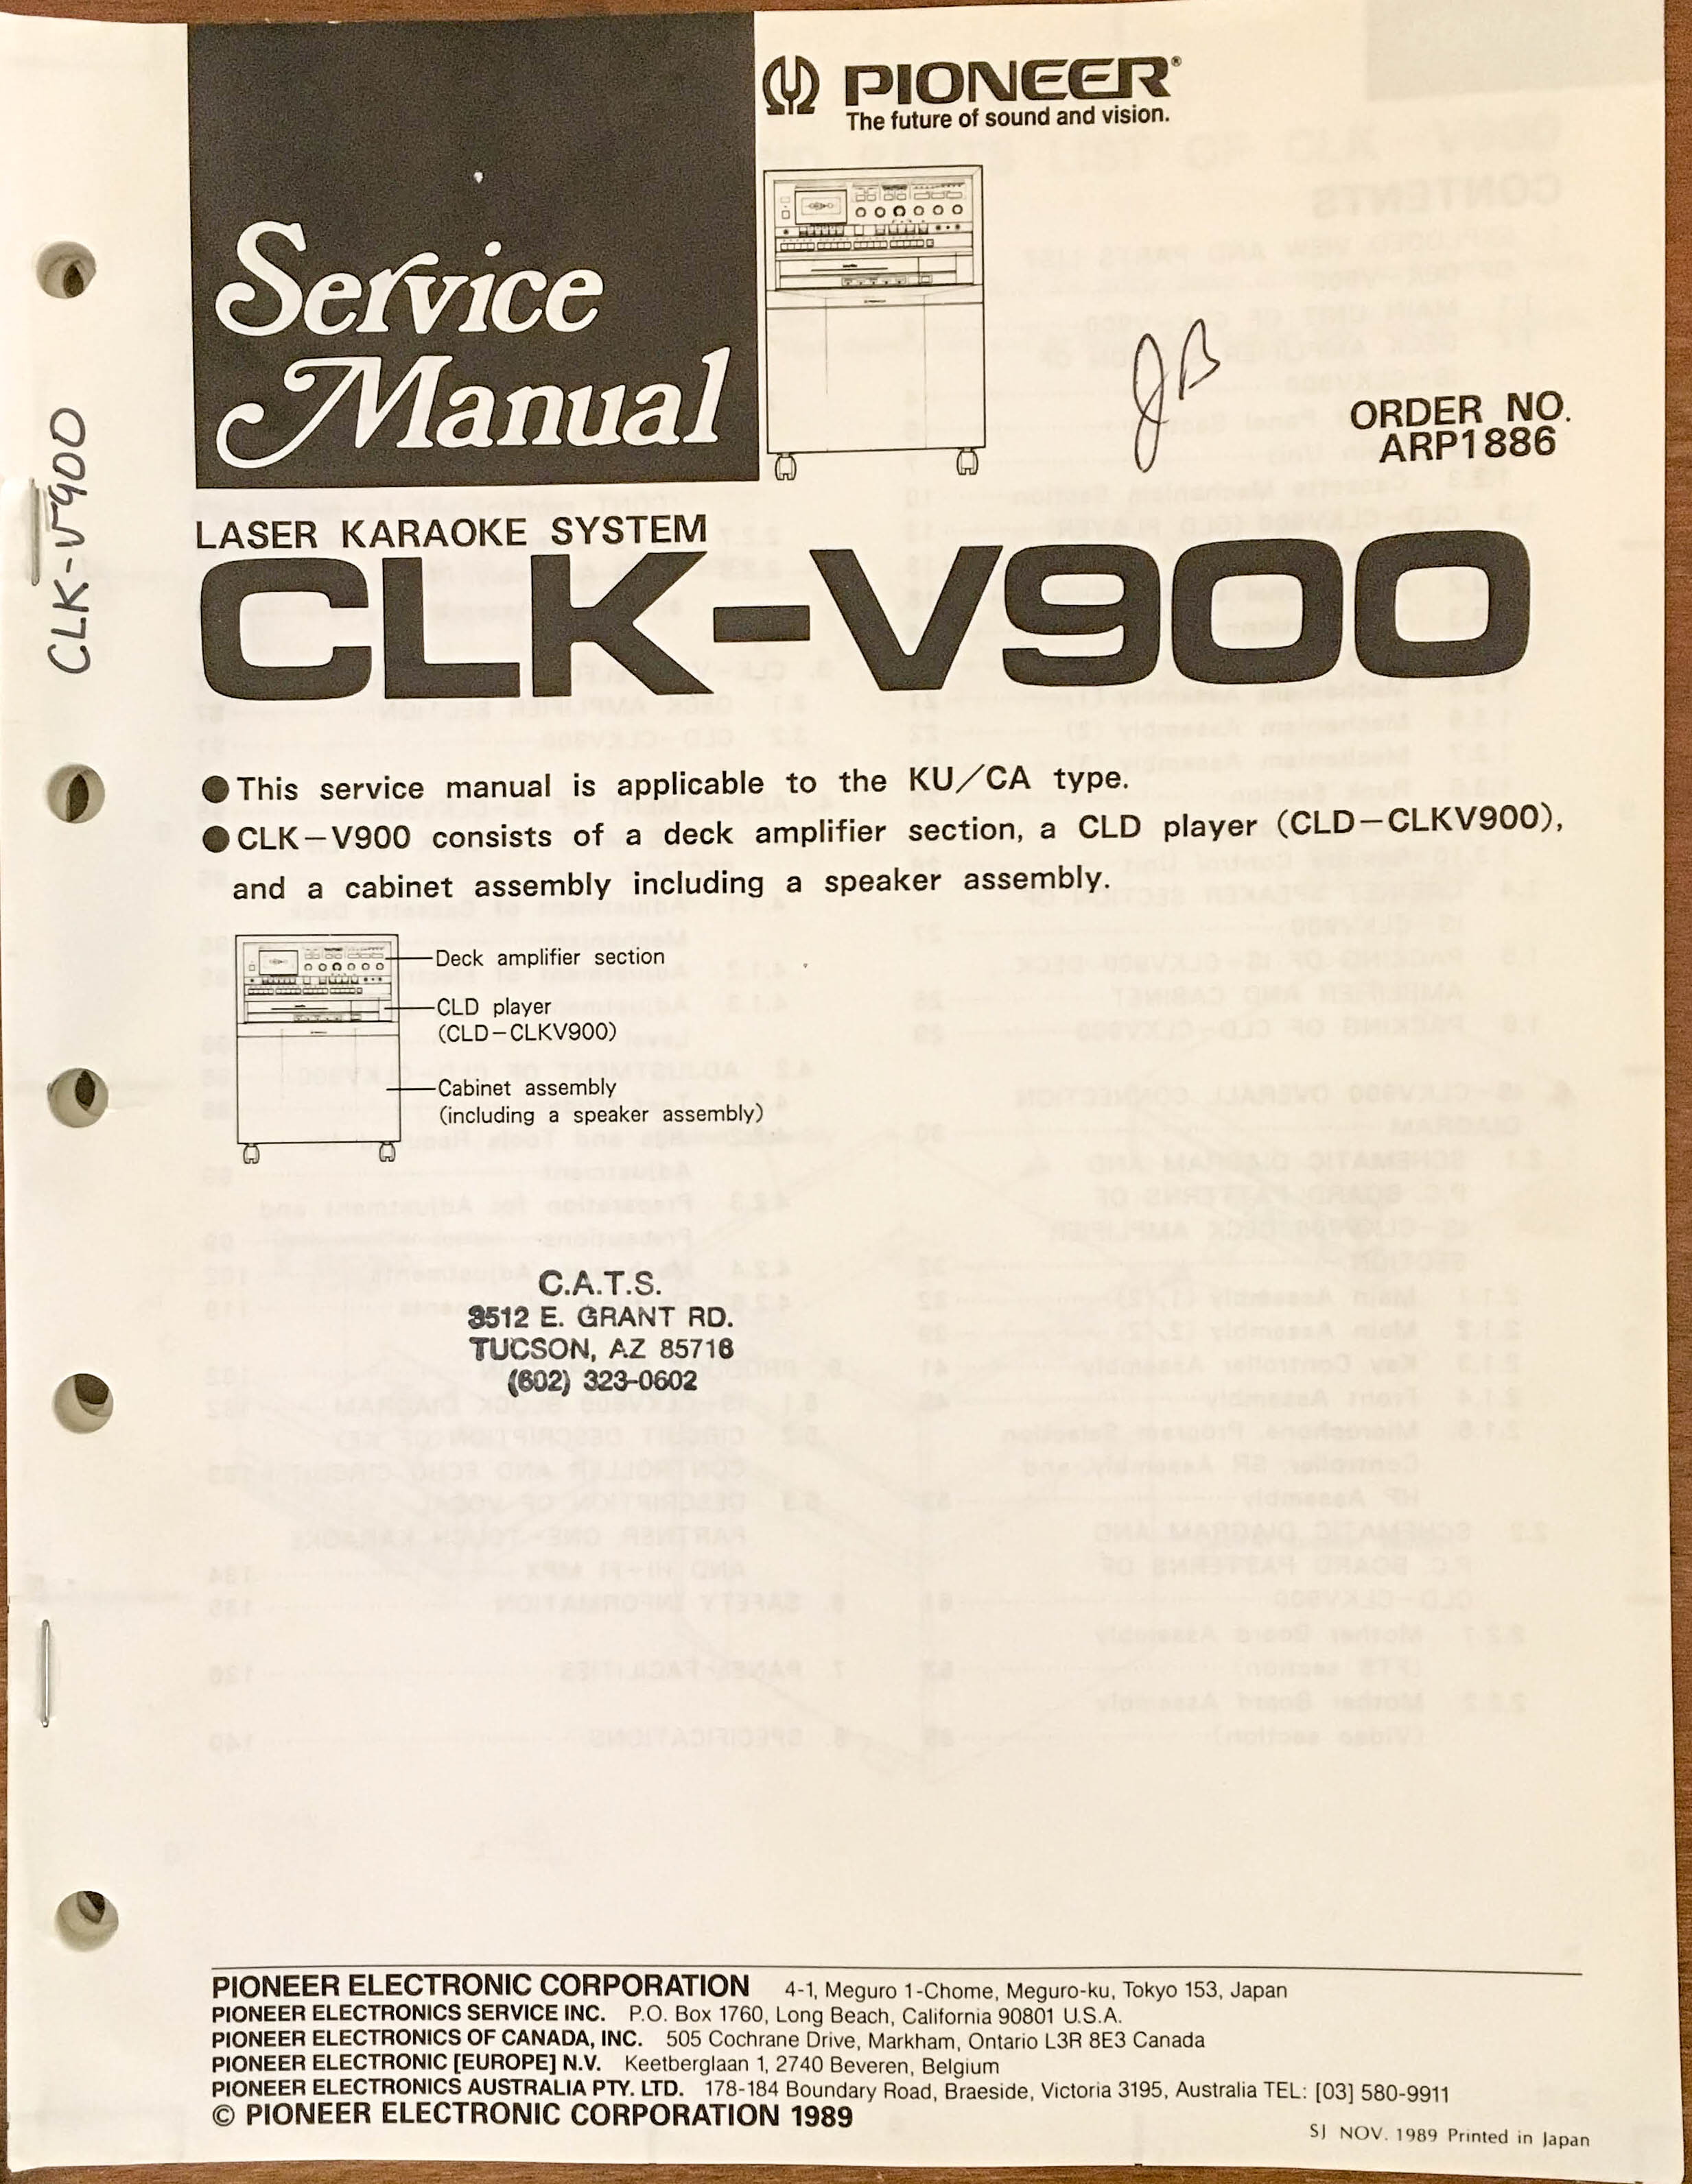 PIONEER®
The future of sound and vision.
Service
Manual
JB
ORDER NO.
ARP1886
CLK-V900
LASER KARAOKE SYSTEM
CLK-V900
●This service manual is applicable to the KU/CA type.
●CLK-V900 consists of a deck amplifier section, a CLD player (CLD-CLKV900),
and a cabinet assembly including a speaker assembly.
Deck amplifier section
CLD player
(CLD-CLKV900)
Cabinet assembly
(including a speaker assembly)
C.A.T.S.
3512 E. GRANT RD.
TUCSON, AZ 85716
(602) 323-0602
PIONEER ELECTRONIC CORPORATION 4-1, Meguro 1-Chome, Meguro-ku, Tokyo 153, Japan
PIONEER ELECTRONICS SERVICE INC. P.O. Box 1760, Long Beach, California 90801 U.S.A.
PIONEER ELECTRONICS OF CANADA, INC. 505 Cochrane Drive, Markham, Ontario L3R 8E3 Canada
PIONEER ELECTRONIC [EUROPE] N.V. Keetberglaan 1, 2740 Beveren, Belgium
PIONEER ELECTRONICS AUSTRALIA PTY. LTD. 178-184 Boundary Road, Braeside, Victoria 3195, Australia TEL: [03] 580-9911
© PIONEER ELECTRONIC CORPORATION 1989
SJ NOV. 1989 Printed in Japan